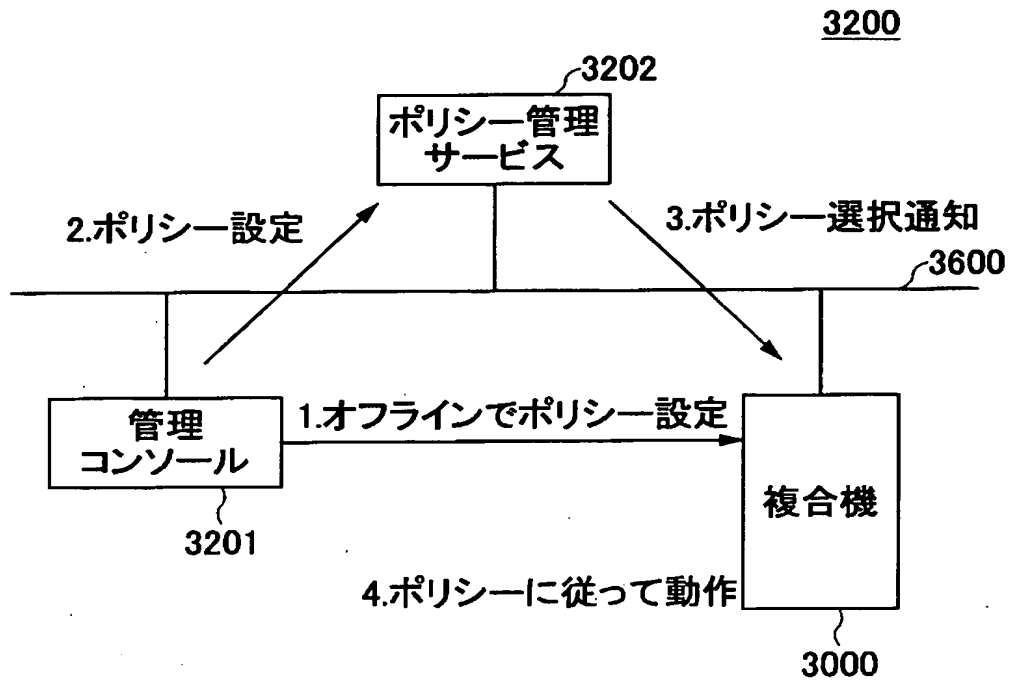 3200
3202
ポリシー管理
サービス
2.ポリシー設定
3.ポリシー選択通知
3600
管理
コンソール
1.オフラインでポリシー設定
複合機
3201
4.ポリシーに従って動作
3000